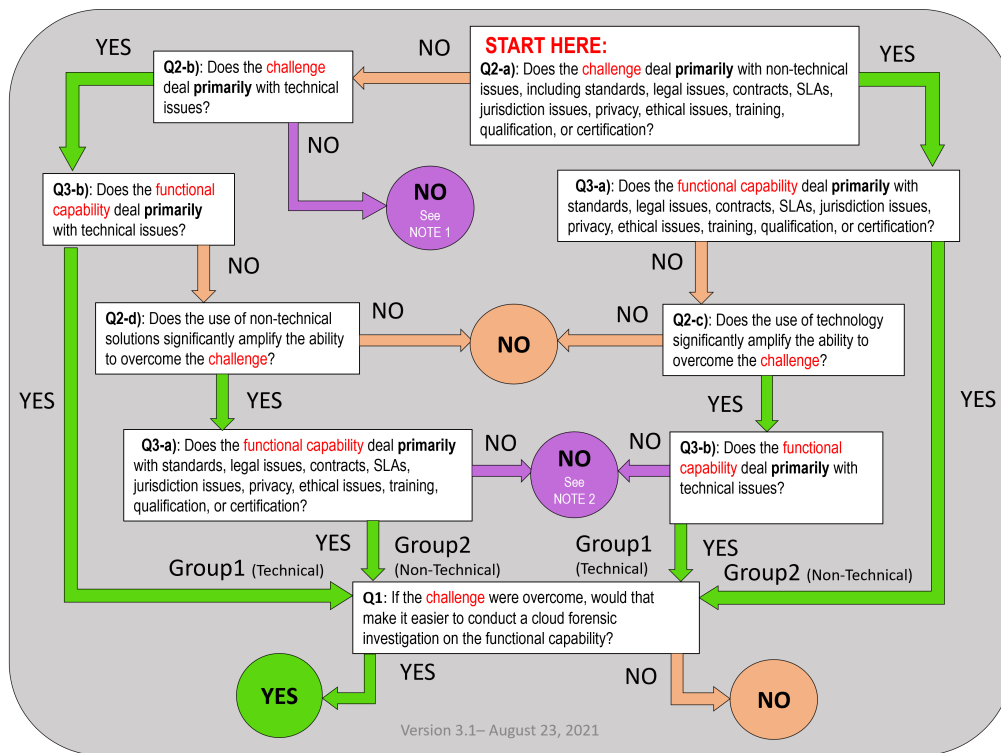 YES
NO
START HERE:
Q2-a): Does the challenge deal primarily with non-technical
issues, including standards, legal issues, contracts, SLAs,
jurisdiction issues, privacy, ethical issues, training,
qualification, or certification?
YES
Q2-b): Does the challenge
deal primarily with technical
issues?
NO
NO
See
NOTE 1
Q3-b): Does the functional
capability deal primarily
with technical issues?
Q3-a): Does the functional capability deal primarily with
standards, legal issues, contracts, SLAs, jurisdiction issues,
privacy, ethical issues, training, qualification, or certification?
NO
NO
Q2-d): Does the use of non-technical
solutions significantly amplify the ability
to overcome the challenge?
NO
NO
NO
Q2-c): Does the use of technology
significantly amplify the ability to
overcome the challenge?
YES
YES
YES
YES
Q3-a): Does the functional capability deal primarily
with standards, legal issues, contracts, SLAs,
jurisdiction issues, privacy, ethical issues, training,
qualification, or certification?
NO
NO
See
NOTE 2
NO
Q3-b): Does the functional
capability deal primarily with
technical issues?
YES
Group2
(Non-Technical)
Group1
(Technical)
YES
Group1 (Technical)
Group2 (Non-Technical)
Q1: If the challenge were overcome, would that
make it easier to conduct a cloud forensic
investigation on the functional capability?
YES
YES
NO
NO
Version 3.1– August 23, 2021